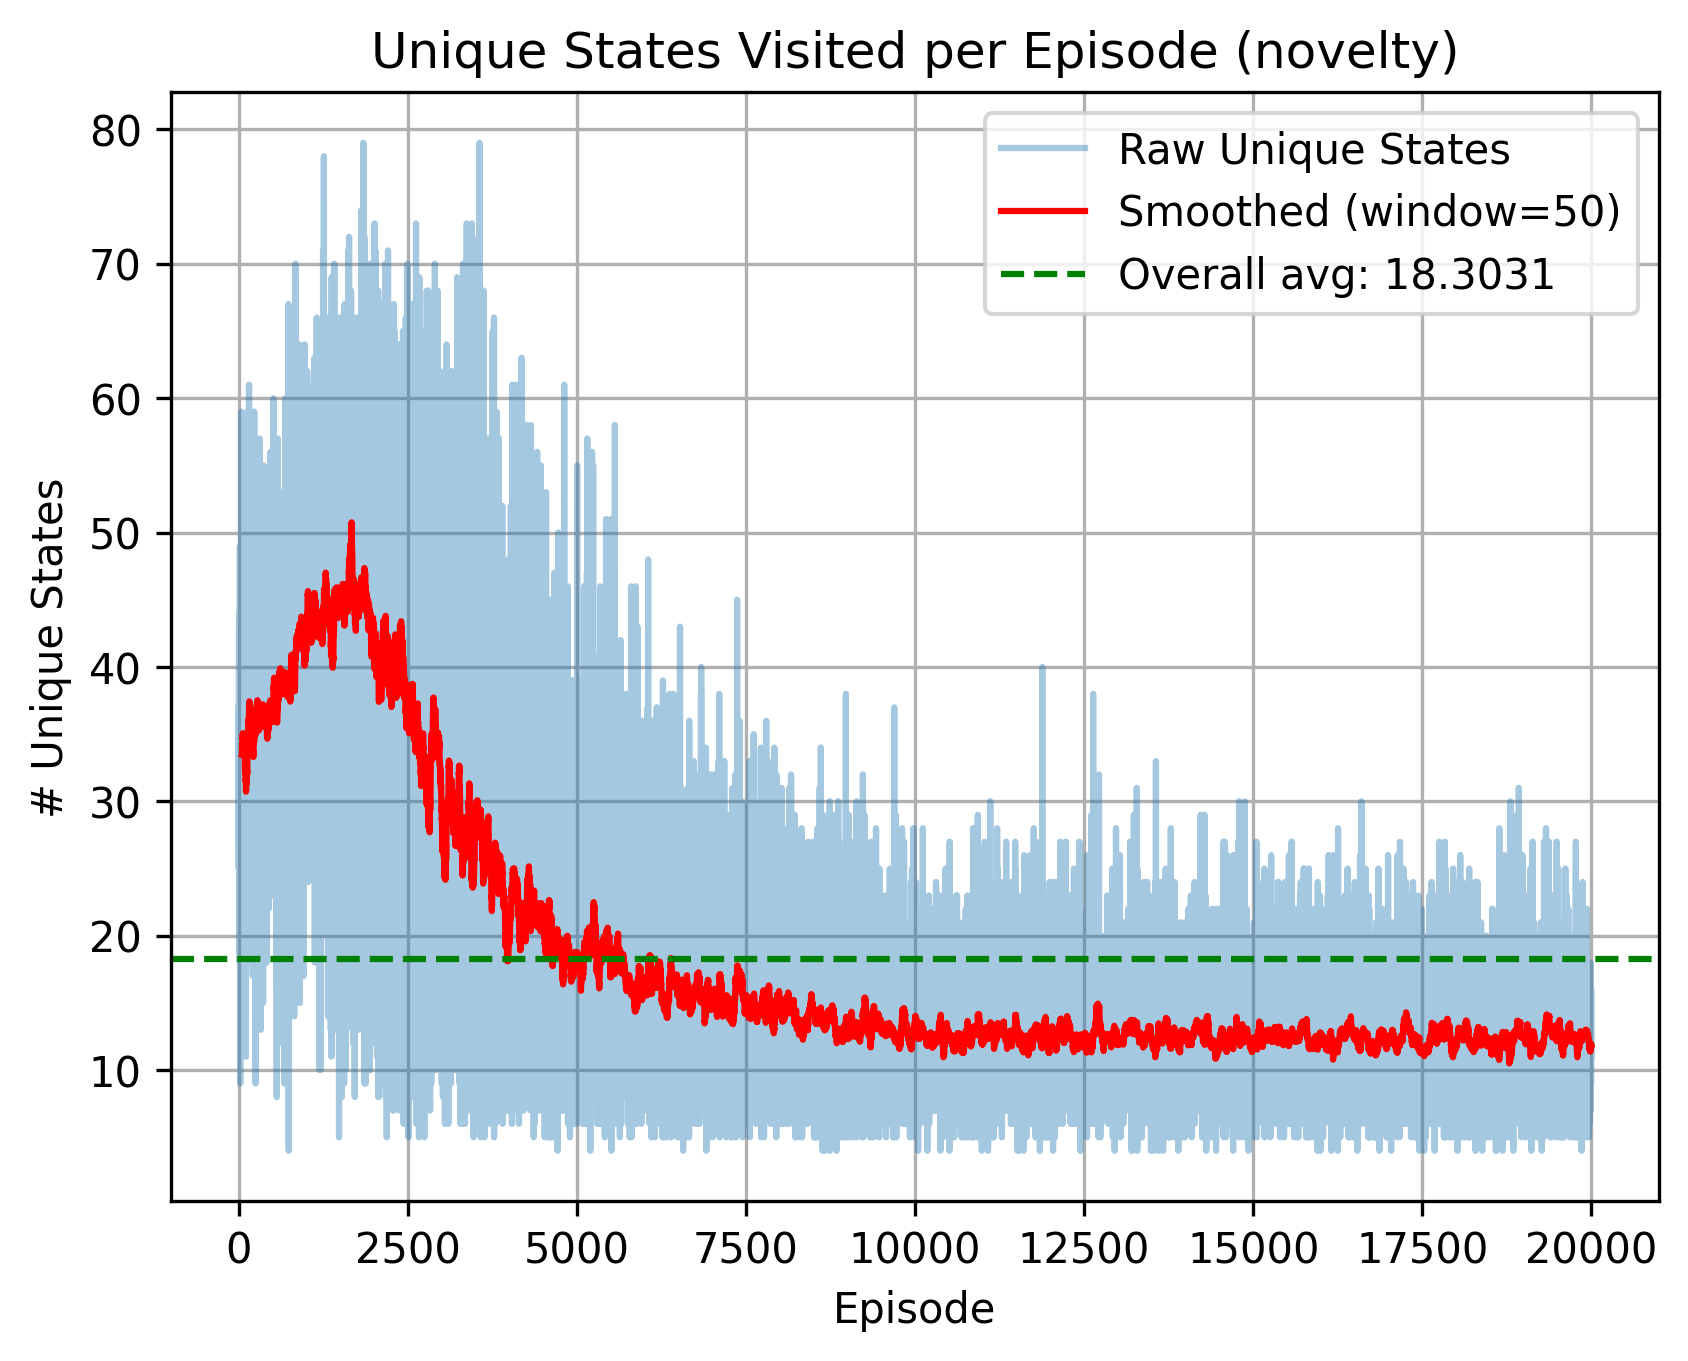 Unique States Visited per Episode (novelty)
Raw Unique States
Smoothed (window=50)
Overall avg: 18.3031
# Unique States
80
70
60
50
40
30
20
10
0 2500 5000 7500 10000 12500 15000 17500 20000
Episode